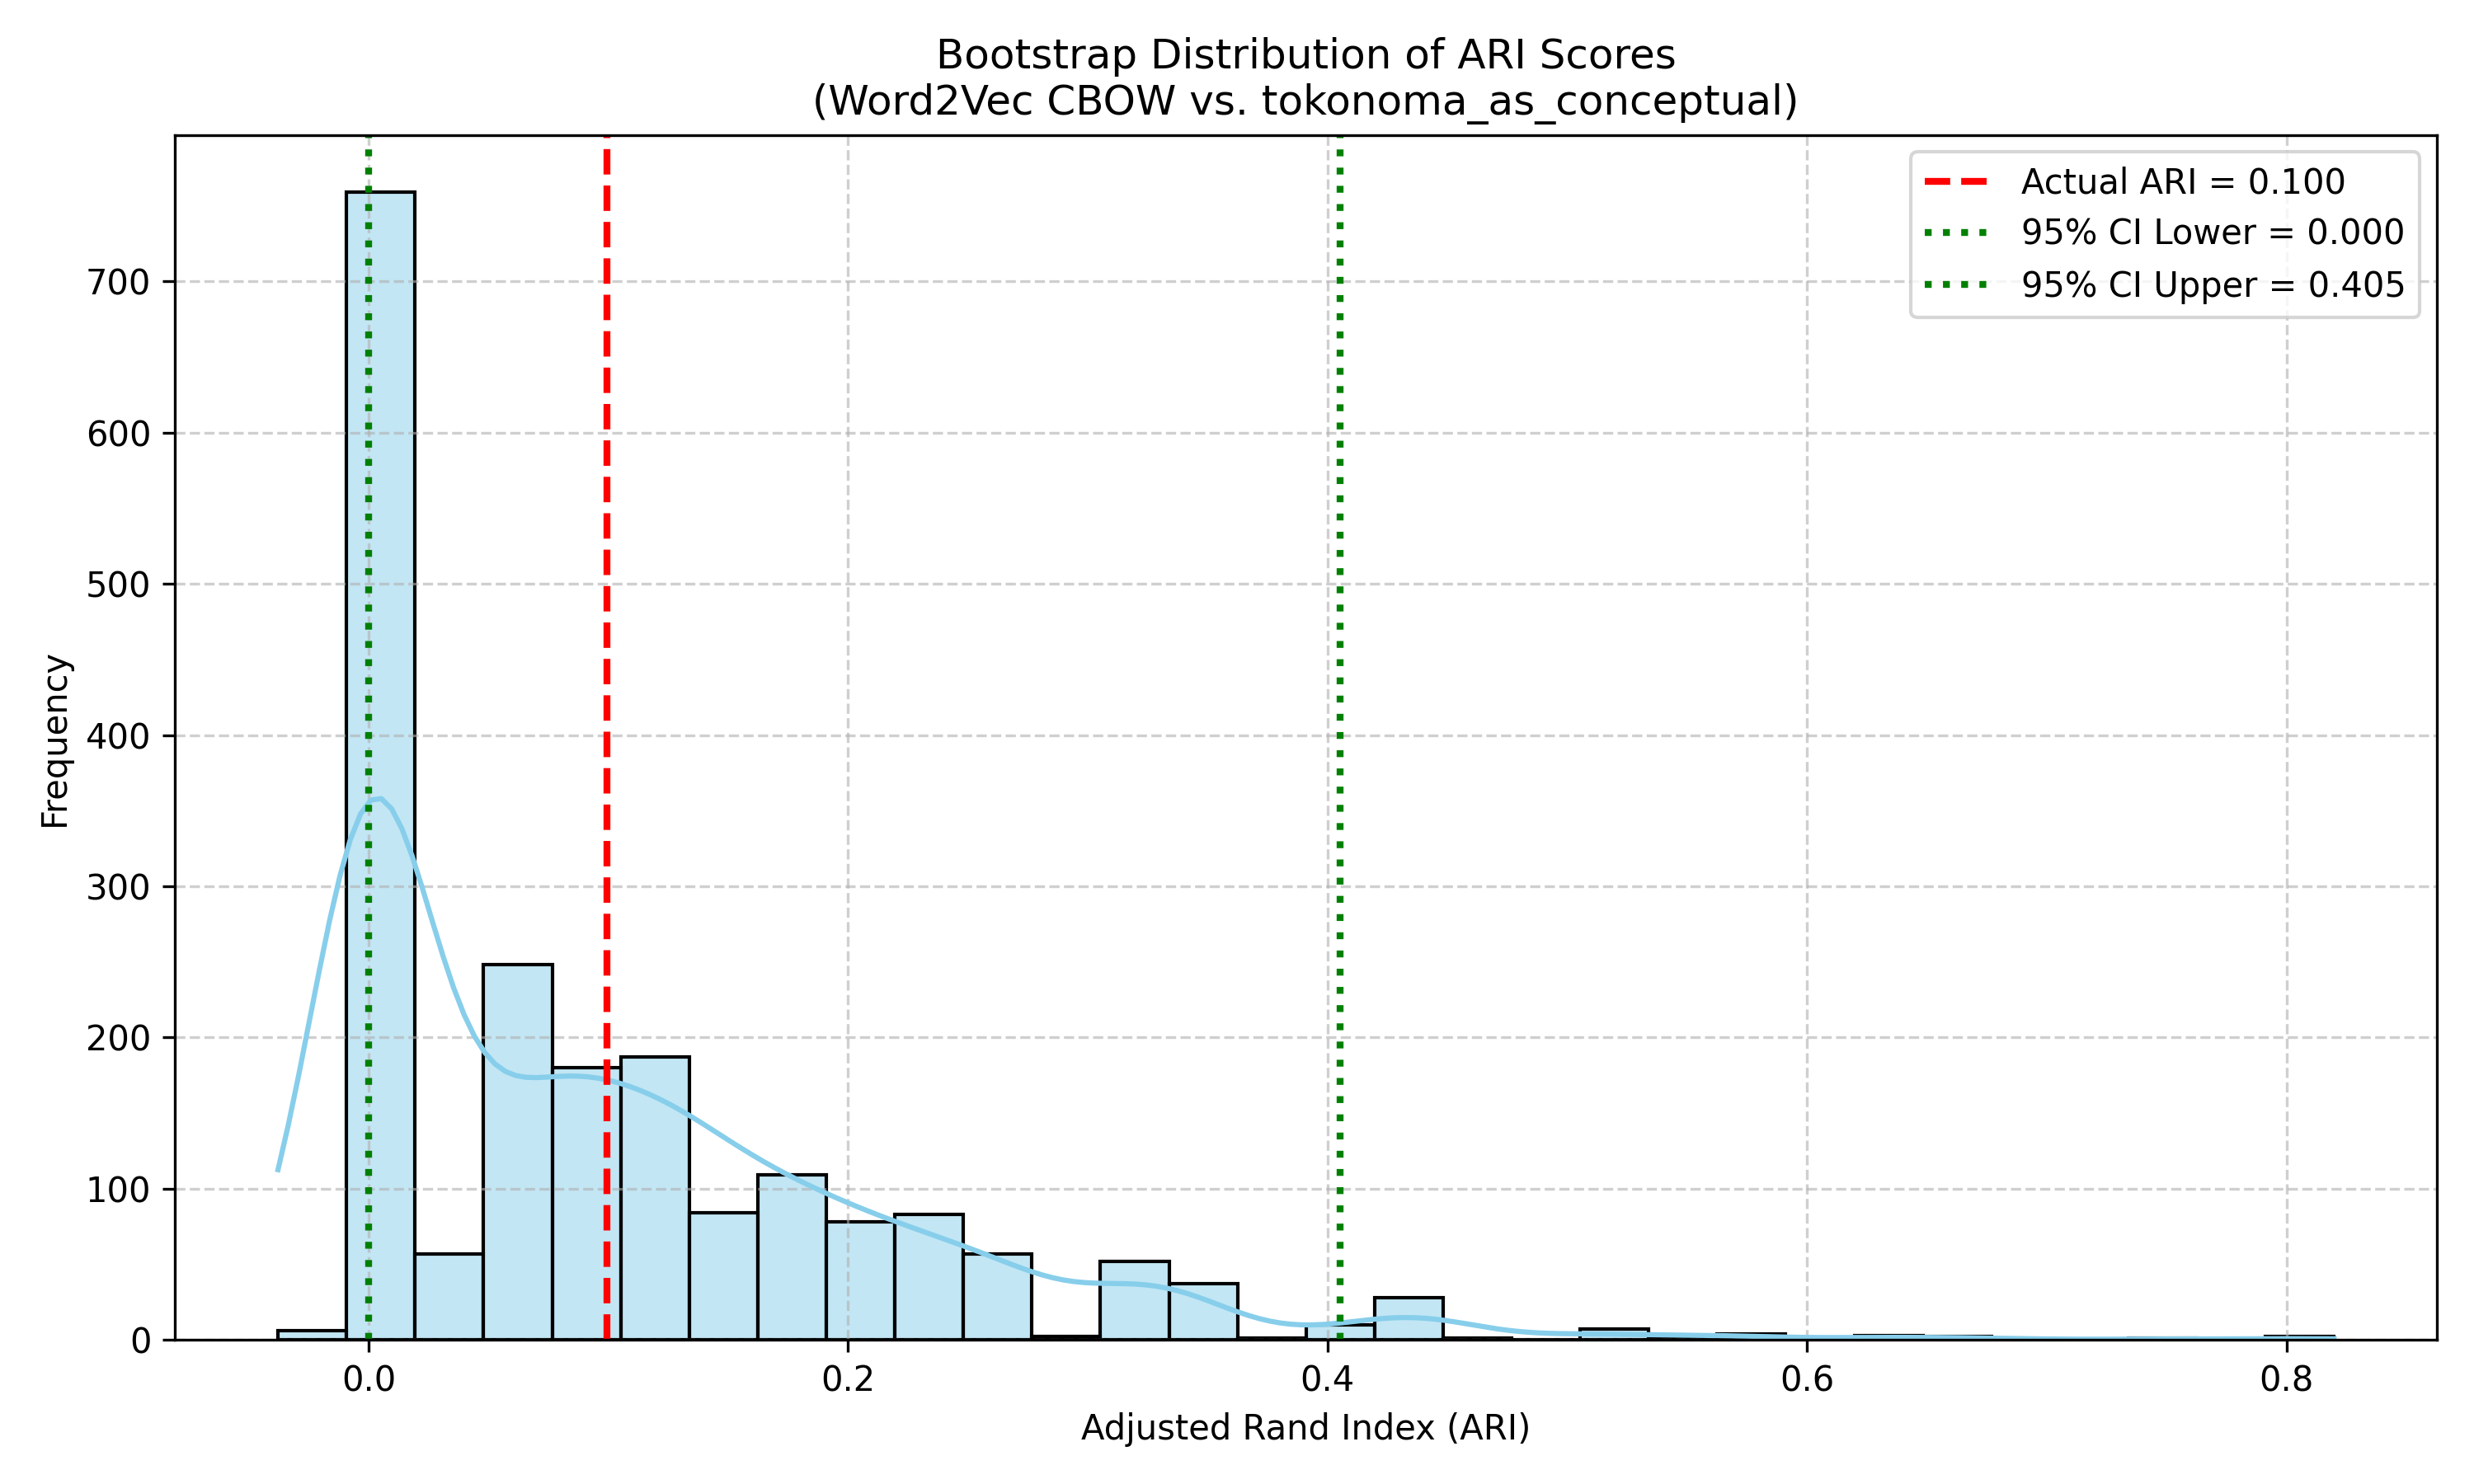 Bootstrap Distribution of ARI Scores
(Word2Vec CBOW vs. tokonoma_as_conceptual)
Actual ARI = 0.100
95% CI Lower = 0.000
95% CI Upper = 0.405
Frequency
700
600
500
400
300
200
100
0
0.0 0.2 0.4 0.6 0.8
Adjusted Rand Index (ARI)